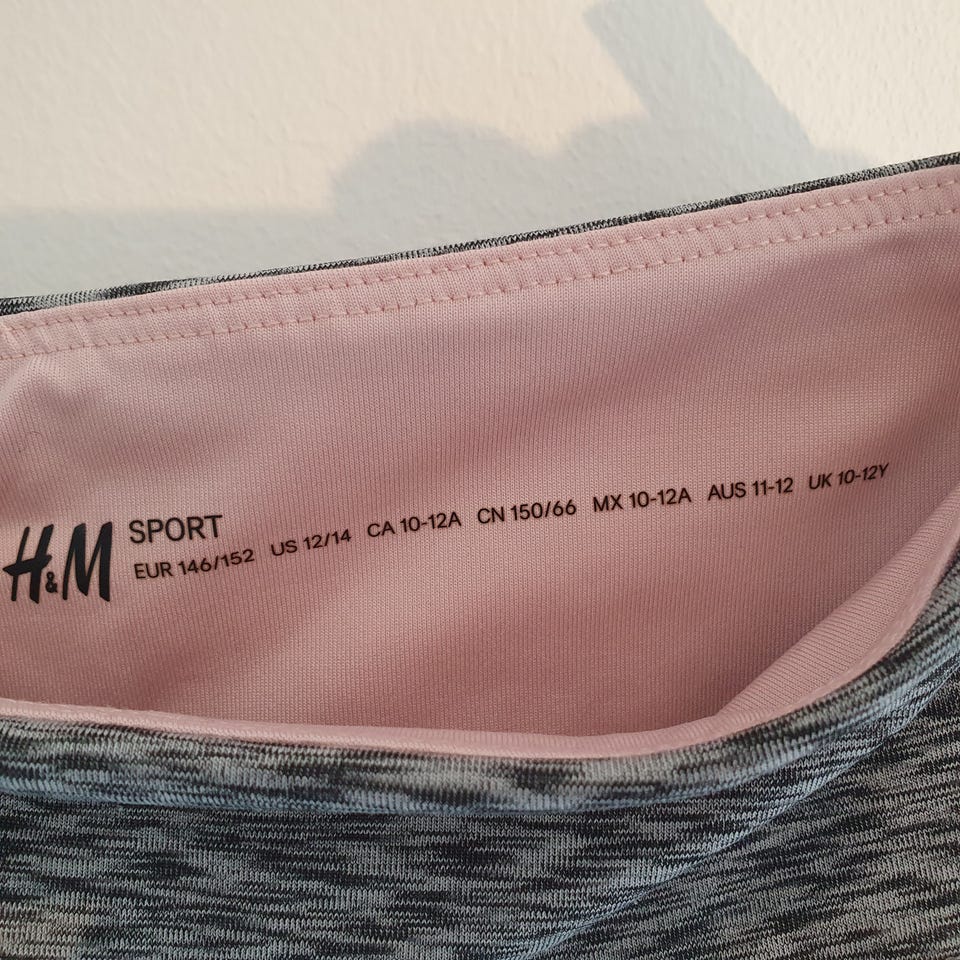 H&M SPORT
EUR 146/152 US 12/14 CA 10-12A CN 150/66 MX 10-12A AUS 11-12 UK 10-12Y